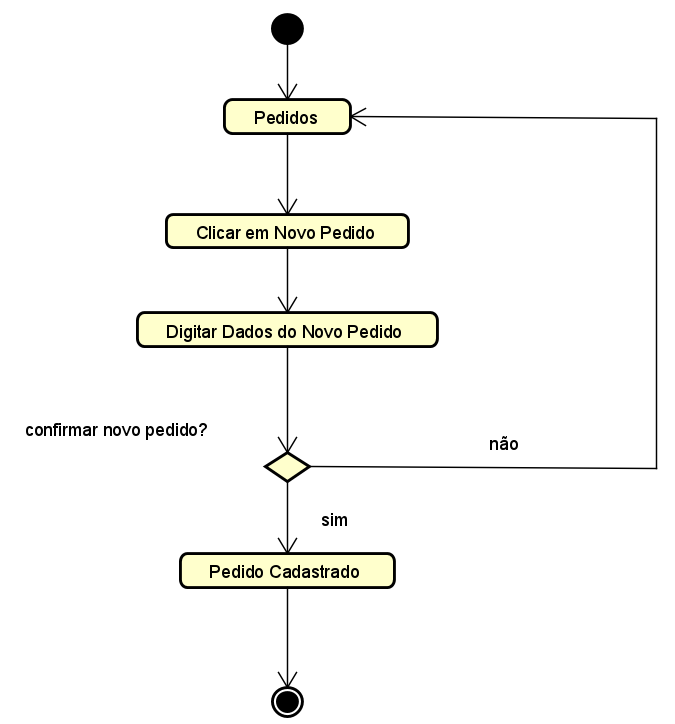 Pedidos
Clicar em Novo Pedido
Digitar Dados do Novo Pedido
confirmar novo pedido?
não
sim
Pedido Cadastrado